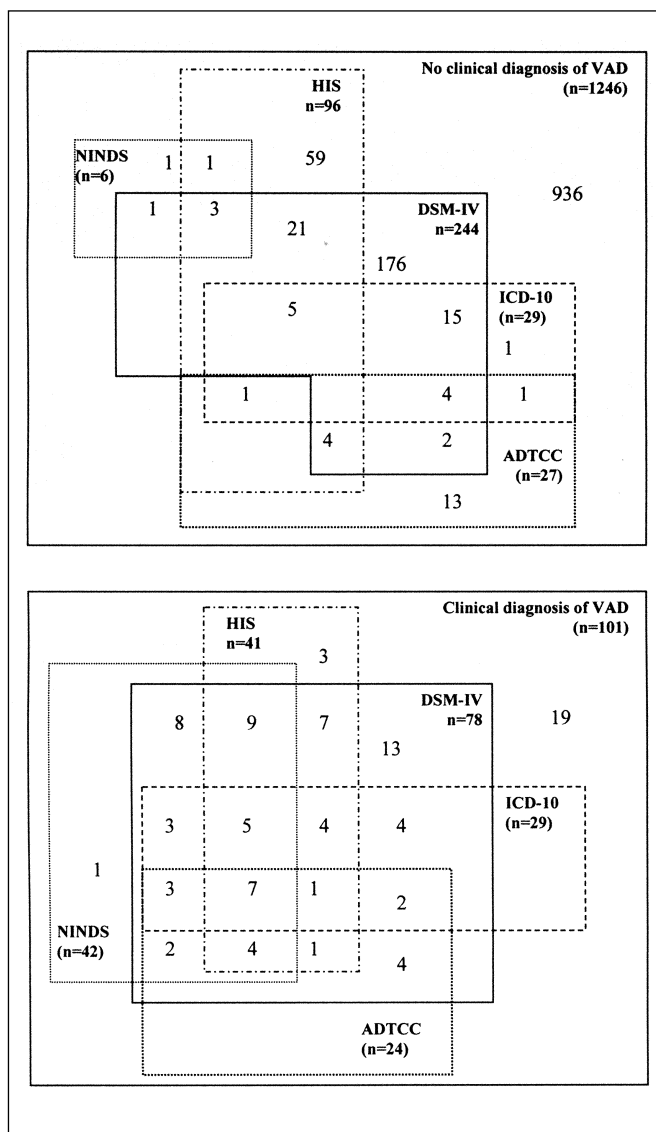 No clinical diagnosis of VAD
(n=1246)
HIS
n=96
NINDS
(n=6)
1
1
59
936
1
3
DSM-IV
n=244
21
176
ICD-10
(n=29)
5
15
1
1
4
1
4
2
ADTCC
(n=27)
13
Clinical diagnosis of VAD
(n=101)
HIS
n=41
3
DSM-IV
n=78
8
9
7
13
19
ICD-10
(n=29)
3
5
4
4
1
3
7
1
2
NINDS
(n=42)
2
4
1
4
ADTCC
(n=24)